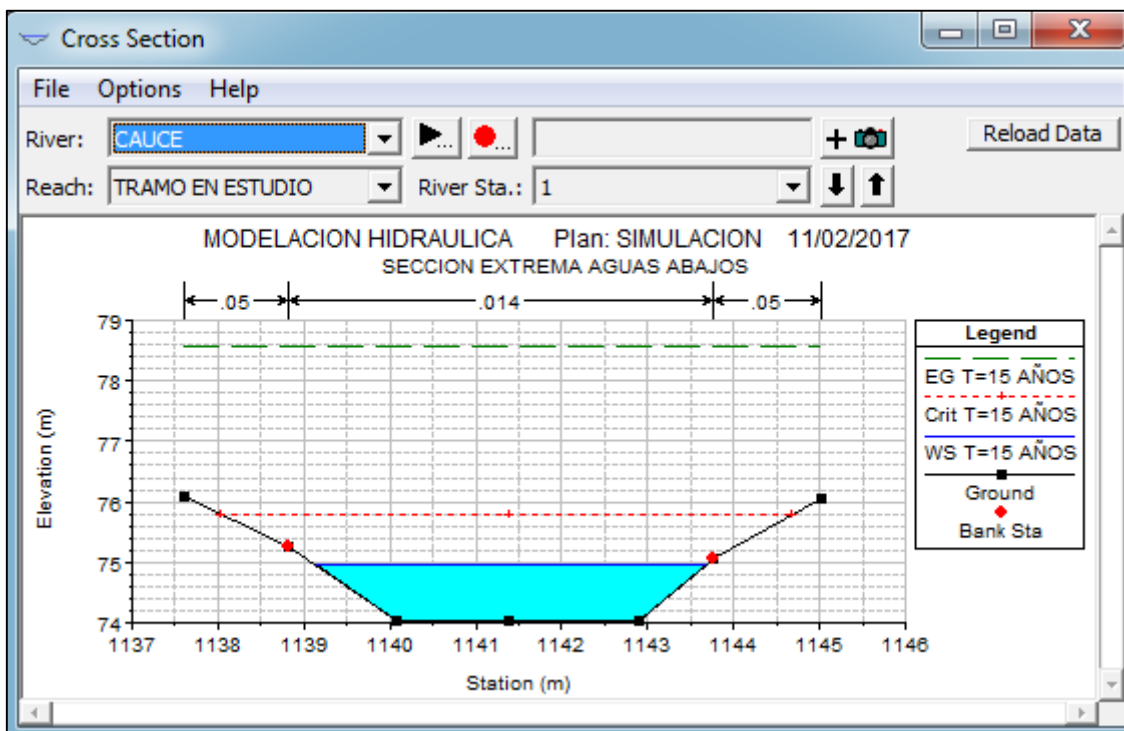 Cross Section
File Options Help
River: CAUCE ... ... + Reload Data
Reach: TRAMO EN ESTUDIO River Sta.: 1
MODELACION HIDRAULICA Plan: SIMULACION 11/02/2017
SECCION EXTREMA AGUAS ABAJOS
.05 .014 .05
79
78
77
76
75
74
Elevation (m)
1137 1138 1139 1140 1141 1142 1143 1144 1145 1146
Station (m)
Legend
EG T=15 AÑOS
Crit T=15 AÑOS
WS T=15 AÑOS
Ground
Bank Sta